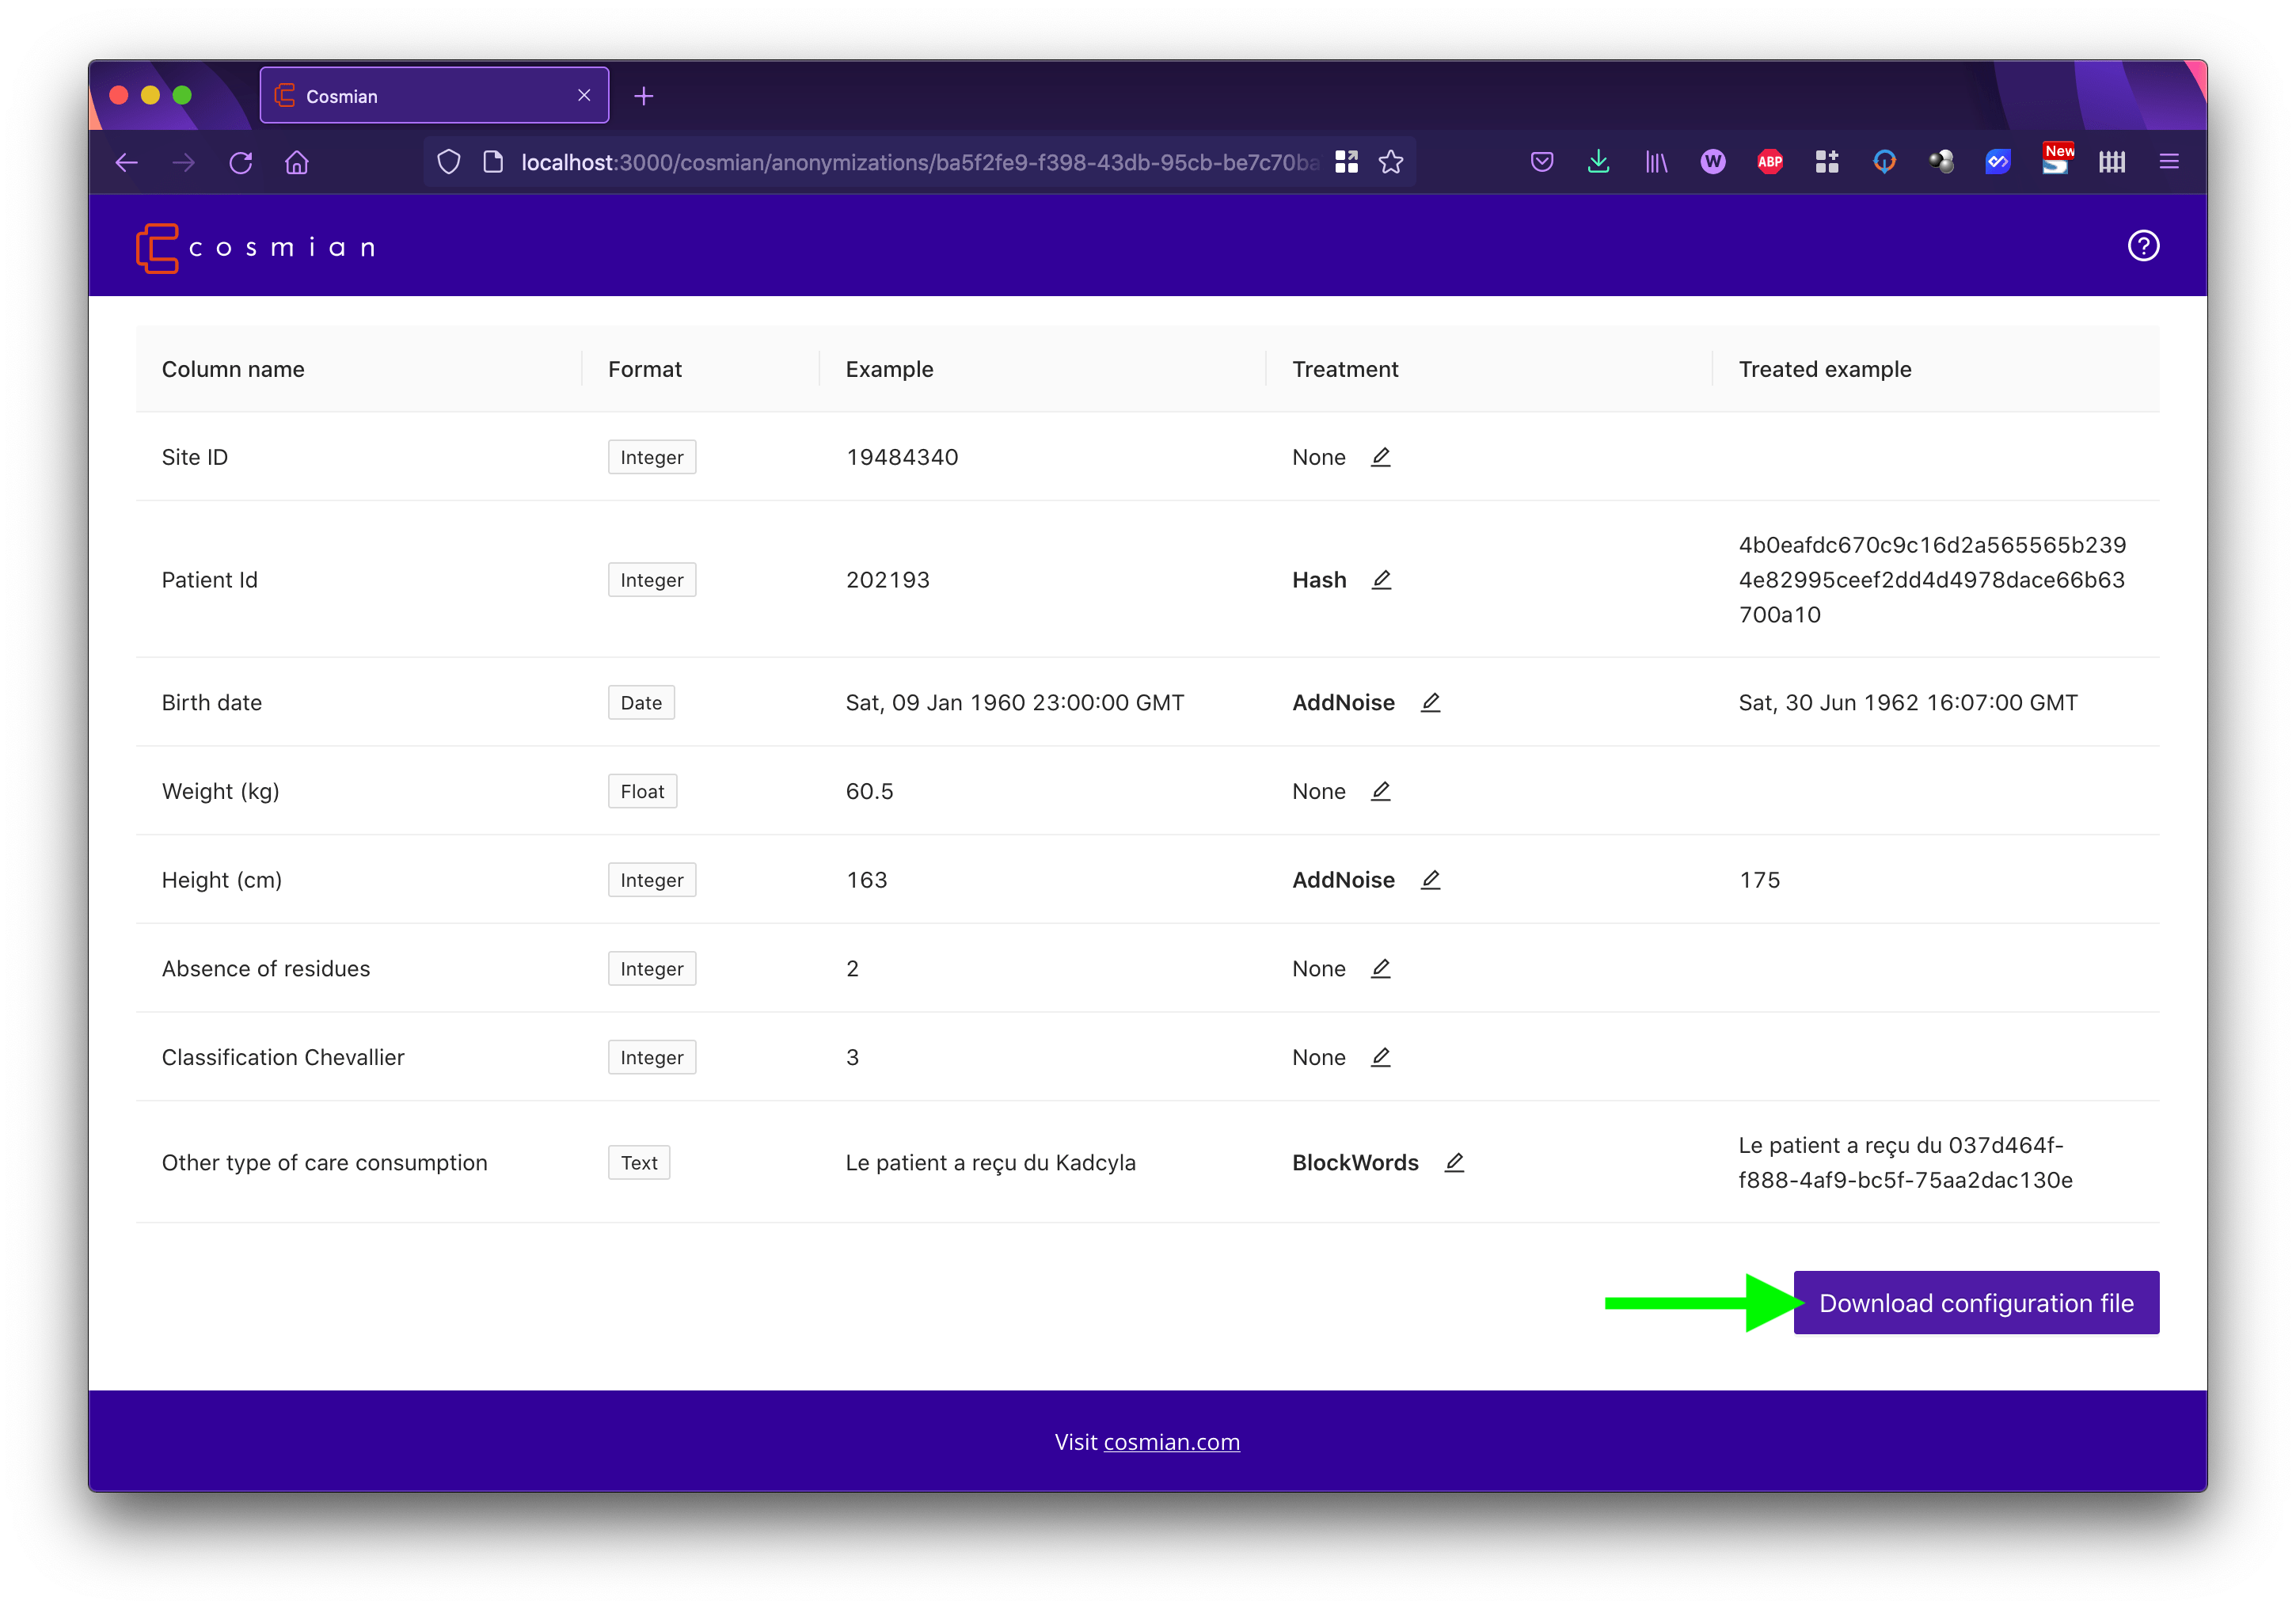 Cosmian
localhost:3000/cosmian/anonymizations/ba5f2fe9-f398-43db-95cb-be7c70ba
W
ABP
New
cosmian
?
Column name Format Example Treatment Treated example
Site ID Integer 19484340 None
4b0eafdc670c9c16d2a565565b239
Patient Id Integer 202193 Hash 4e82995ceef2dd4d4978dace66b63
700a10
Birth date Date Sat, 09 Jan 1960 23:00:00 GMT AddNoise Sat, 30 Jun 1962 16:07:00 GMT
Weight (kg) Float 60.5 None
Height (cm) Integer 163 AddNoise 175
Absence of residues Integer 2 None
Classification Chevallier Integer 3 None
Le patient a reçu du 037d464f-
Other type of care consumption Text Le patient a reçu du Kadcyla BlockWords
f888-4af9-bc5f-75aa2dac130e
Download configuration file
Visit cosmian.com